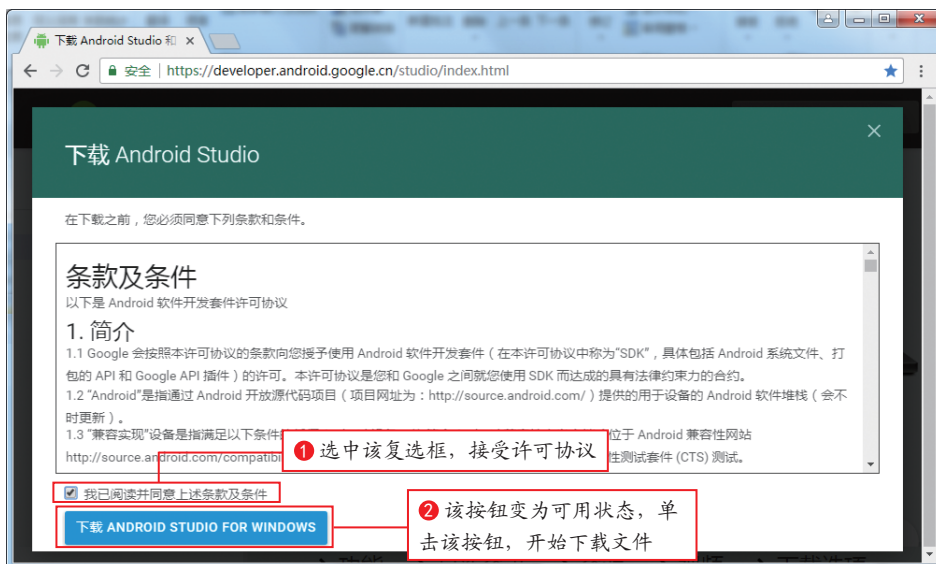 下载 Android Studio 和
安全 | https://developer.android.google.cn/studio/index.html
下载 Android Studio
在下载之前，您必须同意下列条款和条件。
条款及条件
以下是 Android 软件开发套件许可协议
1. 简介
1.1 Google 会按照本许可协议的条款向您授予使用 Android 软件开发套件（在本许可协议中称为“SDK”，具体包括 Android 系统文件、打
包的 API 和 Google API 插件）的许可。本许可协议是您和 Google 之间就您使用 SDK 而达成的具有法律约束力的合约。
1.2 “Android”是指通过 Android 开放源代码项目（项目网址为：http://source.android.com/）提供的用于设备的 Android 软件堆栈（会不
时更新）。
1.3 “兼容实现”设备是指满足以下条件 位于 Android 兼容性网站
http://source.android.com/compatibi 性测试套件 (CTS) 测试。
❶ 选中该复选框，接受许可协议
我已阅读并同意上述条款及条件
下载 ANDROID STUDIO FOR WINDOWS
❷ 该按钮变为可用状态，单
击该按钮，开始下载文件